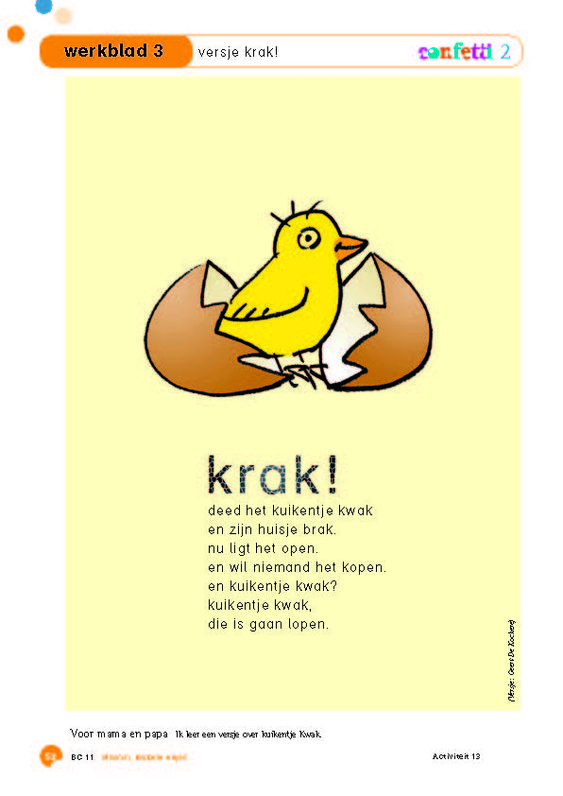 werkblad 3 versje krak! confetti 2
krak!
deed het kuikentje kwak
en zijn huisje brak.
nu ligt het open.
en wil niemand het kopen.
en kuikentje kwak?
kuikentje kwak,
die is gaan lopen.
(Versje: Geert De Kockere)
Voor mama en papa Ik leer een versje over kuikentje Kwak.
BC 11
Activiteit 13